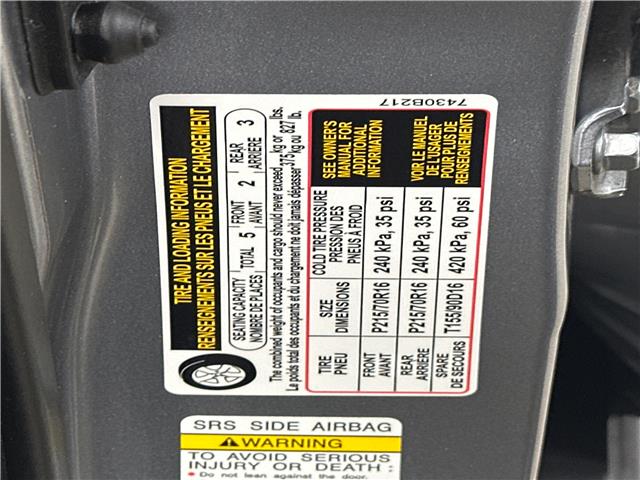 TIRE AND LOADING INFORMATION
RENSEIGNEMENTS SUR LES PNEUS ET LE CHARGEMENT
SEATING CAPACITY TOTAL 5 FRONT 2 REAR 3
NOMBRE DE PLACES AVANT ARRIÈRE
The combined weight of occupants and cargo should never exceed 375 kg or 827 lbs.
Le poids total des occupants et du chargement ne doit jamais dépasser kg ou lb.
TIRE SIZE COLD TIRE PRESSURE SEE OWNER'S
PNEU DIMENSIONS PRESSION DES MANUAL FOR
PNEUS À FROID ADDITIONAL
INFORMATION
FRONT P215/70R16 240 kPa, 35 psi
AVANT
REAR P215/70R16 240 kPa, 35 psi VOIR LE MANUEL
ARRIÈRE DE L'USAGER
SPARE T155/90D16 420 kPa, 60 psi POUR PLUS DE
DE SECOURS RENSEIGNEMENTS
7430B217
SRS SIDE AIRBAG
WARNING
TO AVOID SERIOUS
INJURY OR DEATH :
• Do not lean against the door.